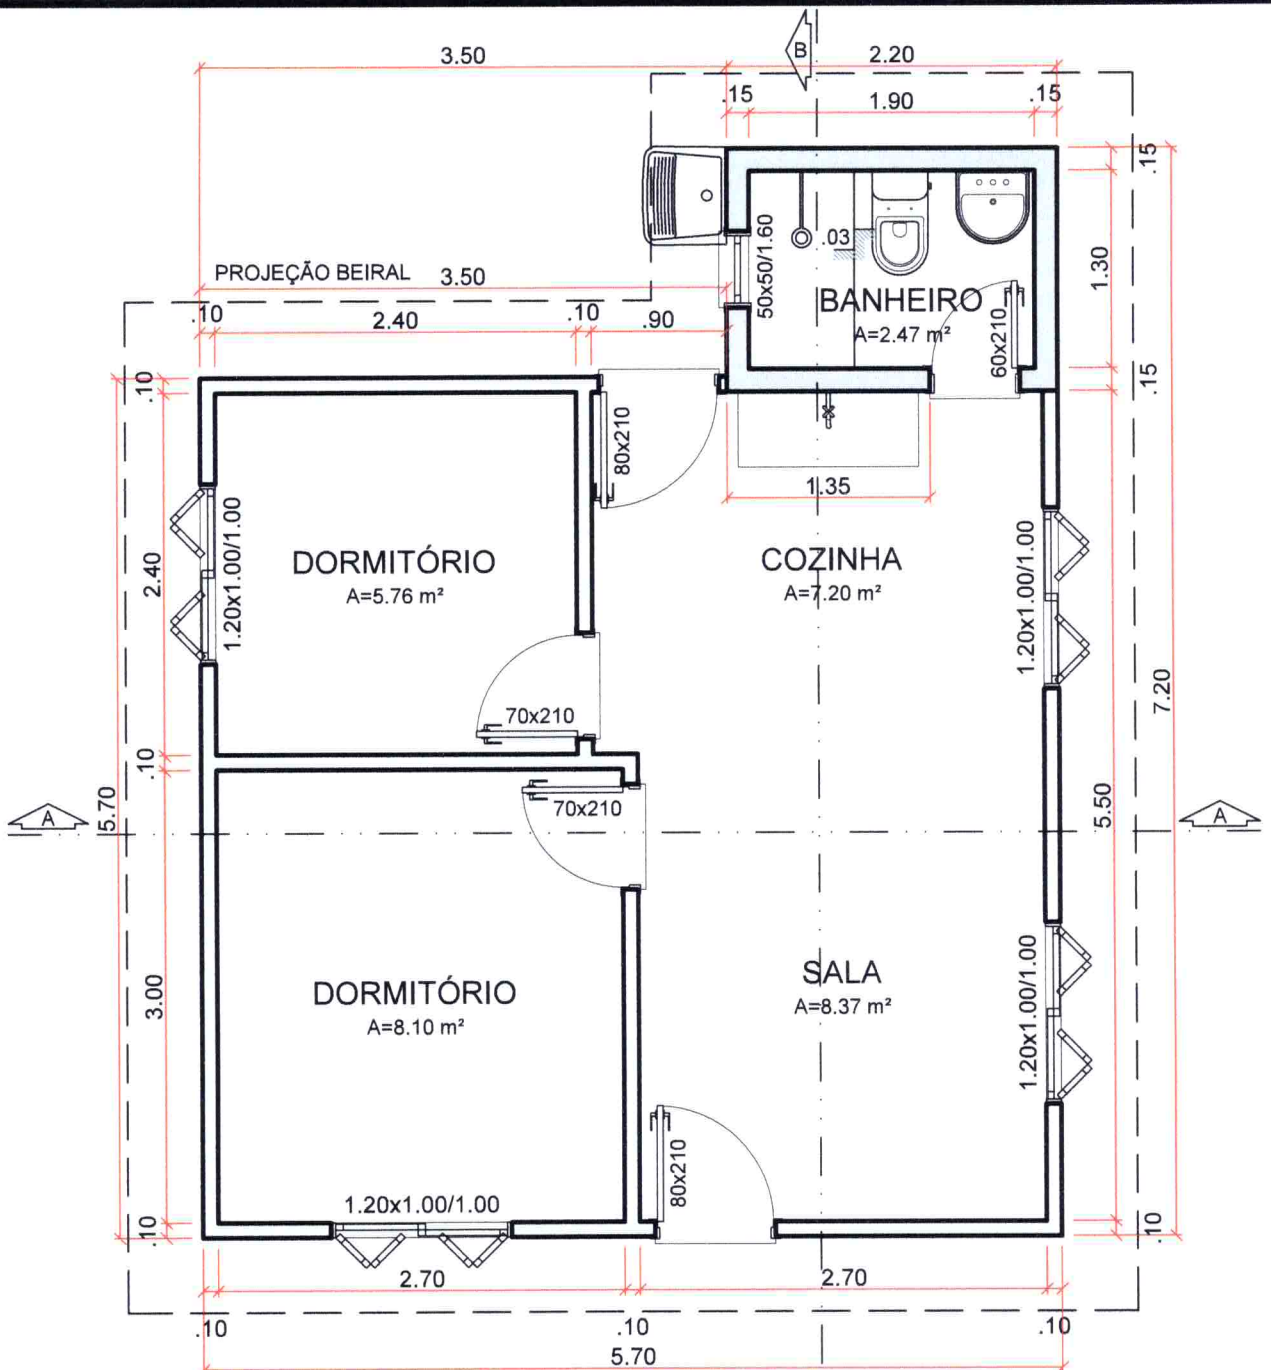 3.50
B
2.20
.15
1.90
.15
.15
50x50/1.60
.03
1.30
PROJEÇÃO BEIRAL
3.50
BANHEIRO
A=2.47 m²
60x210
.10
2.40
.10
.90
.10
.15
80x210
1.35
2.40
1.20x1.00/1.00
DORMITÓRIO
A=5.76 m²
COZINHA
A=7.20 m²
1.20x1.00/1.00
7.20
70x210
.10
5.70
70x210
5.50
A
A
3.00
DORMITÓRIO
A=8.10 m²
SALA
A=8.37 m²
1.20x1.00/1.00
80x210
1.20x1.00/1.00
.10
.10
2.70
2.70
.10
.10
.10
5.70